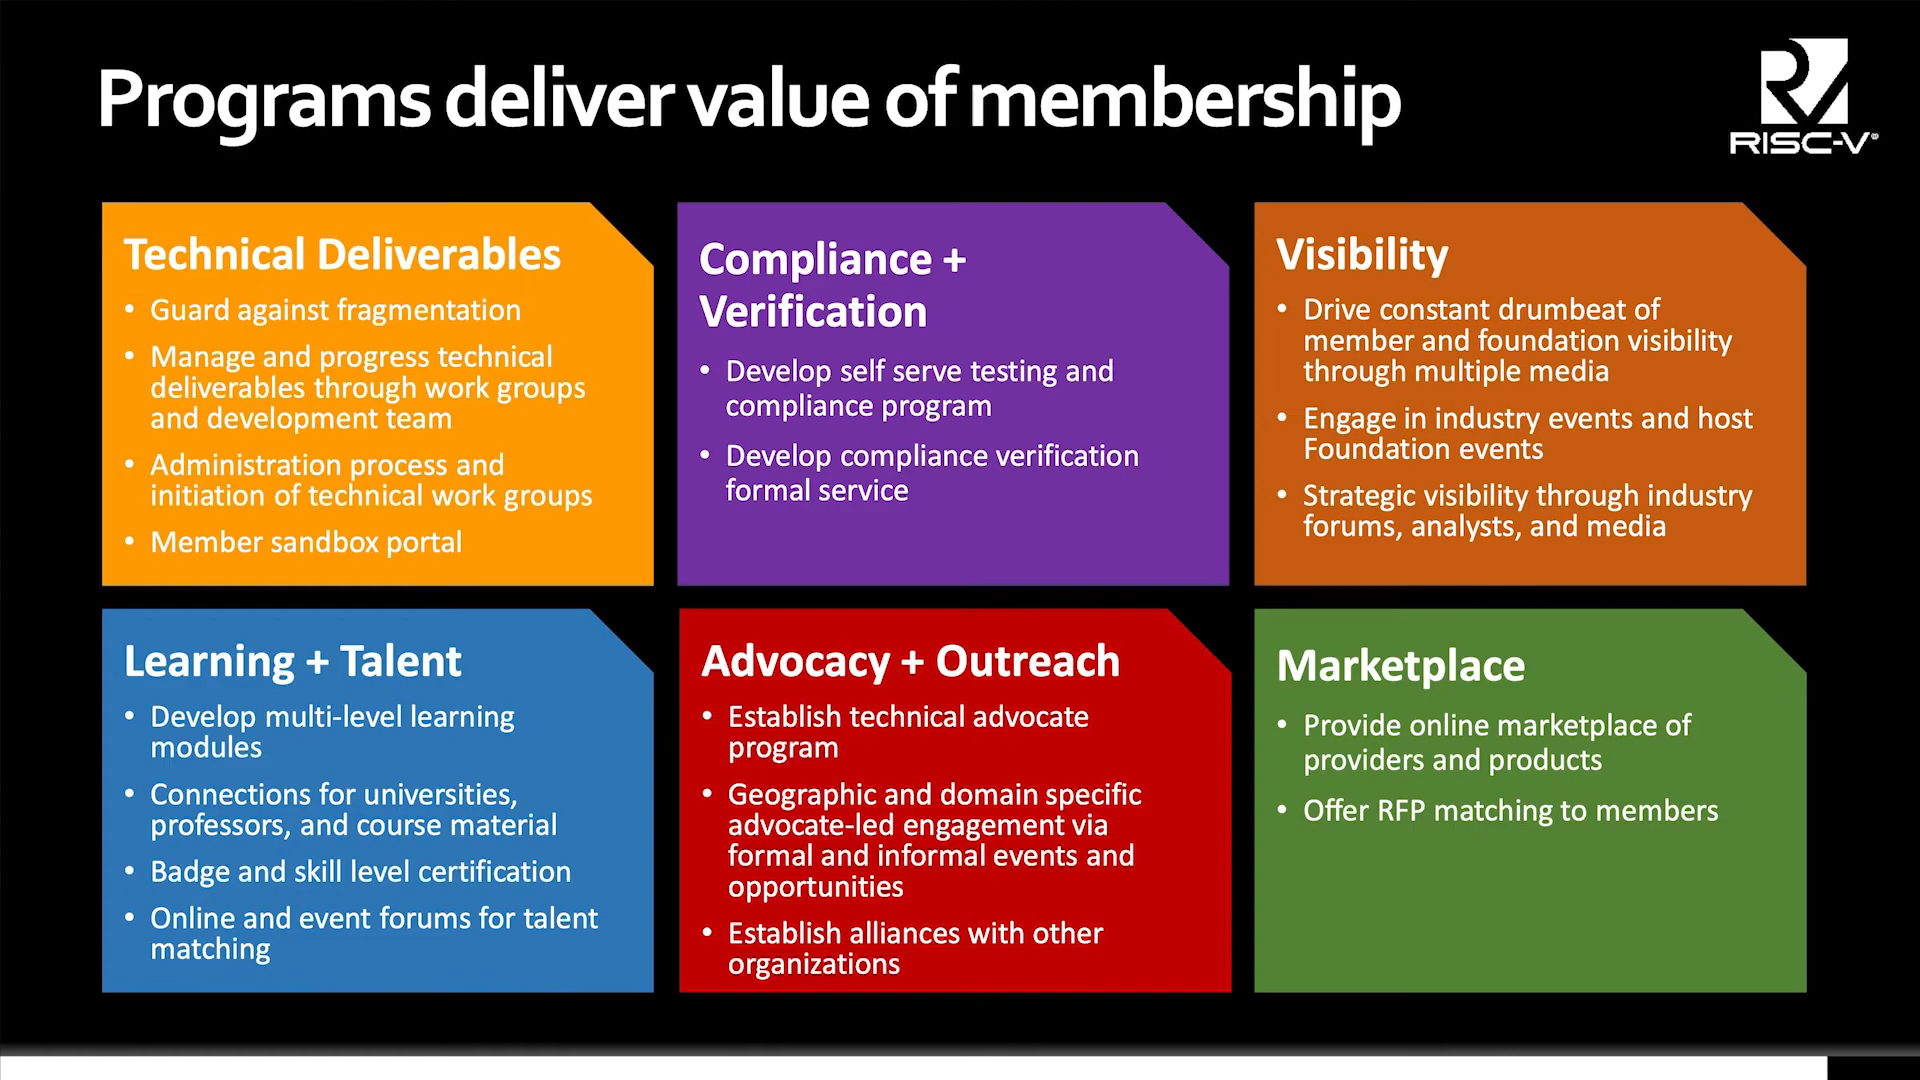 Programs deliver value of membership
RISC-V®
Technical Deliverables
• Guard against fragmentation
• Manage and progress technical
deliverables through work groups
and development team
• Administration process and
initiation of technical work groups
• Member sandbox portal
Compliance +
Verification
• Develop self serve testing and
compliance program
• Develop compliance verification
formal service
Visibility
• Drive constant drumbeat of
member and foundation visibility
through multiple media
• Engage in industry events and host
Foundation events
• Strategic visibility through industry
forums, analysts, and media
Learning + Talent
• Develop multi-level learning
modules
• Connections for universities,
professors, and course material
• Badge and skill level certification
• Online and event forums for talent
matching
Advocacy + Outreach
• Establish technical advocate
program
• Geographic and domain specific
advocate-led engagement via
formal and informal events and
opportunities
• Establish alliances with other
organizations
Marketplace
• Provide online marketplace of
providers and products
• Offer RFP matching to members